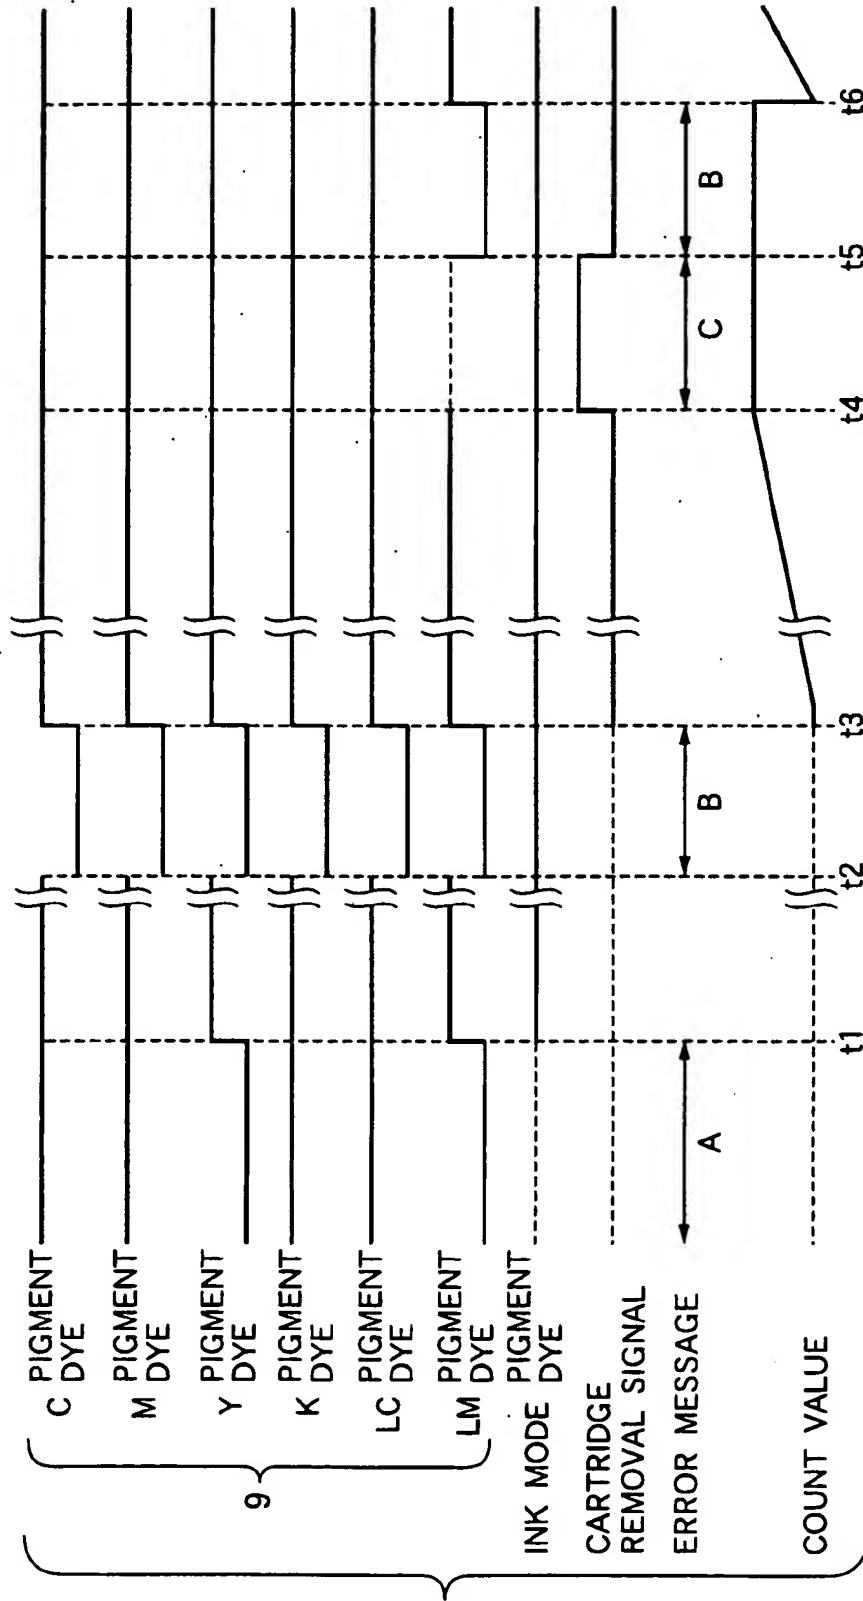 C PIGMENT
DYE
M PIGMENT
DYE
Y PIGMENT
DYE
K PIGMENT
DYE
LC PIGMENT
DYE
LM PIGMENT
DYE
9
INK MODE PIGMENT
DYE
CARTRIDGE
REMOVAL SIGNAL
ERROR MESSAGE
A B C B
COUNT VALUE
t1 t2 t3 t4 t5 t6